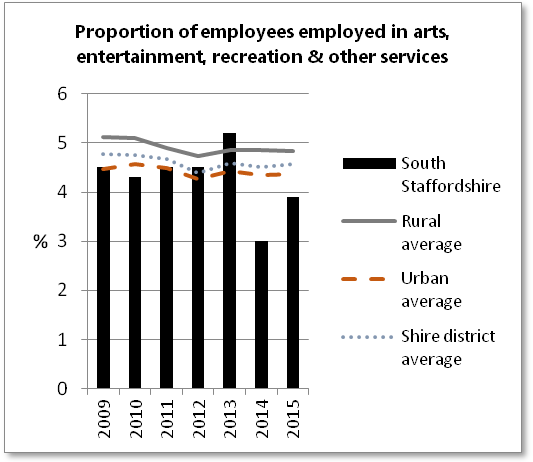 Proportion of employees employed in arts,
entertainment, recreation & other services
6
5
4
3
2
1
0
%
2009
2010
2011
2012
2013
2014
2015
South
Staffordshire
Rural
average
Urban
average
Shire district
average